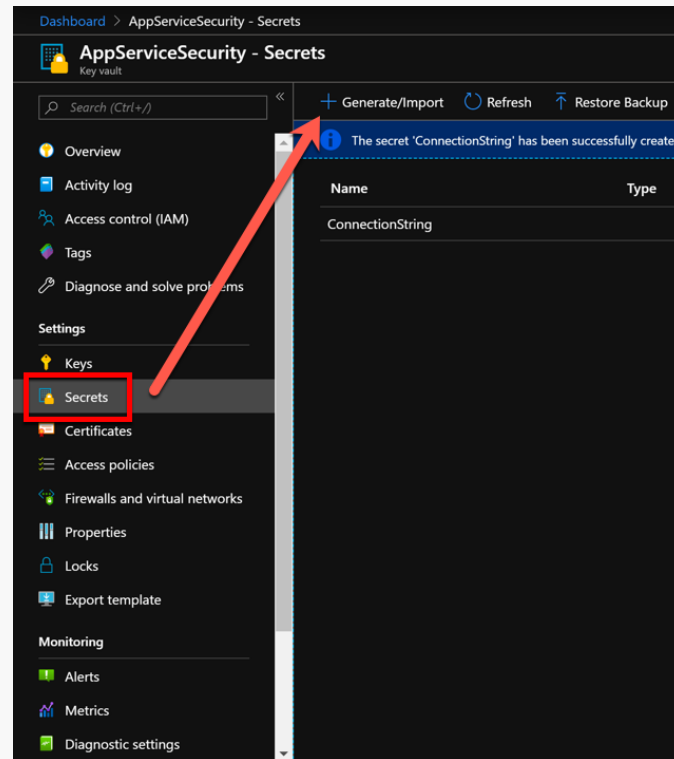 Dashboard > AppServiceSecurity - Secrets
AppServiceSecurity - Secrets
Key vault
Search (Ctrl+/)
«
Overview
Activity log
Access control (IAM)
Tags
Diagnose and solve problems
Settings
Keys
Secrets
Certificates
Access policies
Firewalls and virtual networks
Properties
Locks
Export template
Monitoring
Alerts
Metrics
Diagnostic settings
Generate/Import Refresh Restore Backup
The secret 'ConnectionString' has been successfully create
Name Type
ConnectionString